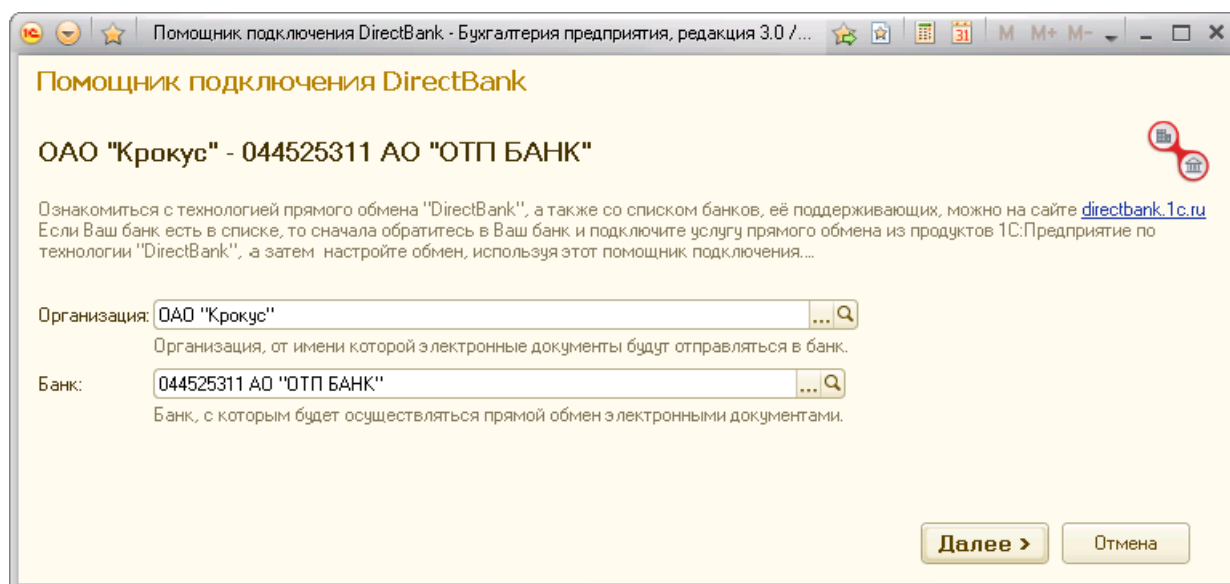 Помощник подключения DirectBank - Бухгалтерия предприятия, редакция 3.0 /... 31 M M+ M-
Помощник подключения DirectBank
ОАО "Крокус" - 044525311 АО "ОТП БАНК"
Ознакомиться с технологией прямого обмена "DirectBank", а также со списком банков, её поддерживающих, можно на сайте directbank.1c.ru
Если Ваш банк есть в списке, то сначала обратитесь в Ваш банк и подключите услугу прямого обмена из продуктов 1С:Предприятие по
технологии "DirectBank", а затем настройте обмен, используя этот помощник подключения....
Организация: ОАО "Крокус" ...
Организация, от имени которой электронные документы будут отправляться в банк.
Банк: 044525311 АО "ОТП БАНК" ...
Банк, с которым будет осуществляться прямой обмен электронными документами.
Далее > Отмена